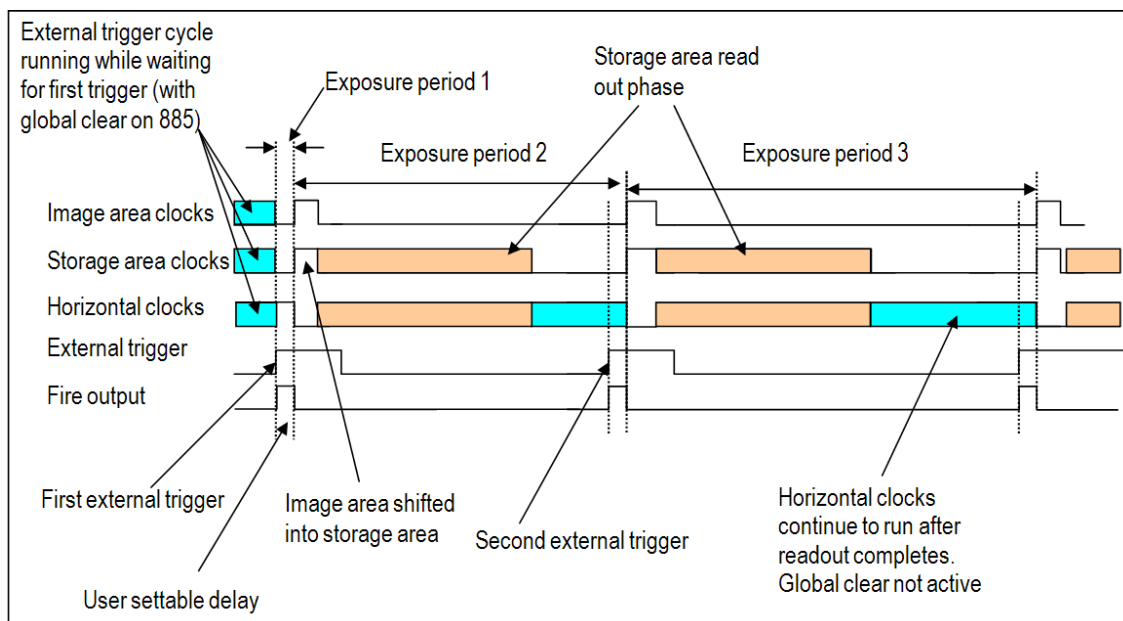 External trigger cycle
running while waiting
for first trigger (with
global clear on 885)
Exposure period 1
Storage area read
out phase
Exposure period 2
Exposure period 3
Image area clocks
Storage area clocks
Horizontal clocks
External trigger
Fire output
First external trigger
Image area shifted
into storage area
Second external trigger
Horizontal clocks
continue to run after
readout completes.
Global clear not active
User settable delay